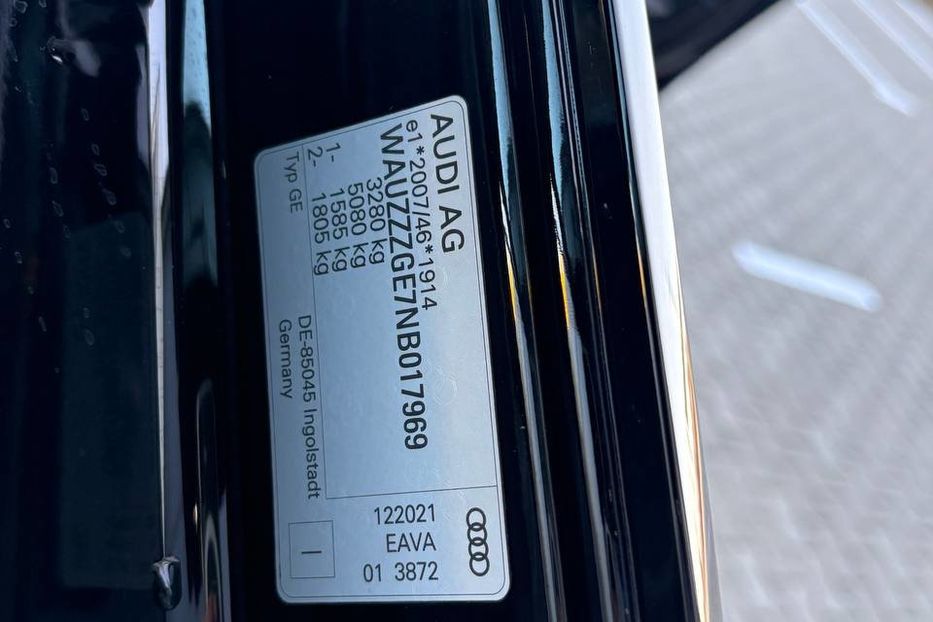 AUDI AG
e1*2007/46*1914
WAUZZZGE7NB017969
3280 kg
5080 kg
1- 1585 kg
2- 1805 kg
Typ GE
DE-85045 Ingolstadt
Germany
122021
EAVA
01 3872